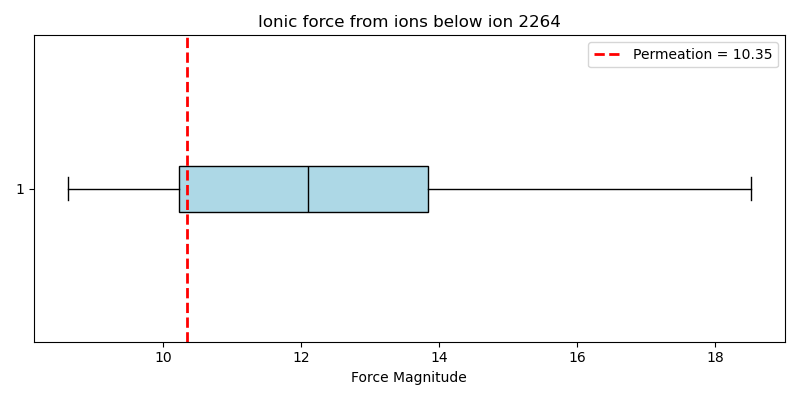 Ionic force from ions below ion 2264
Permeation = 10.35
1
10 12 14 16 18
Force Magnitude